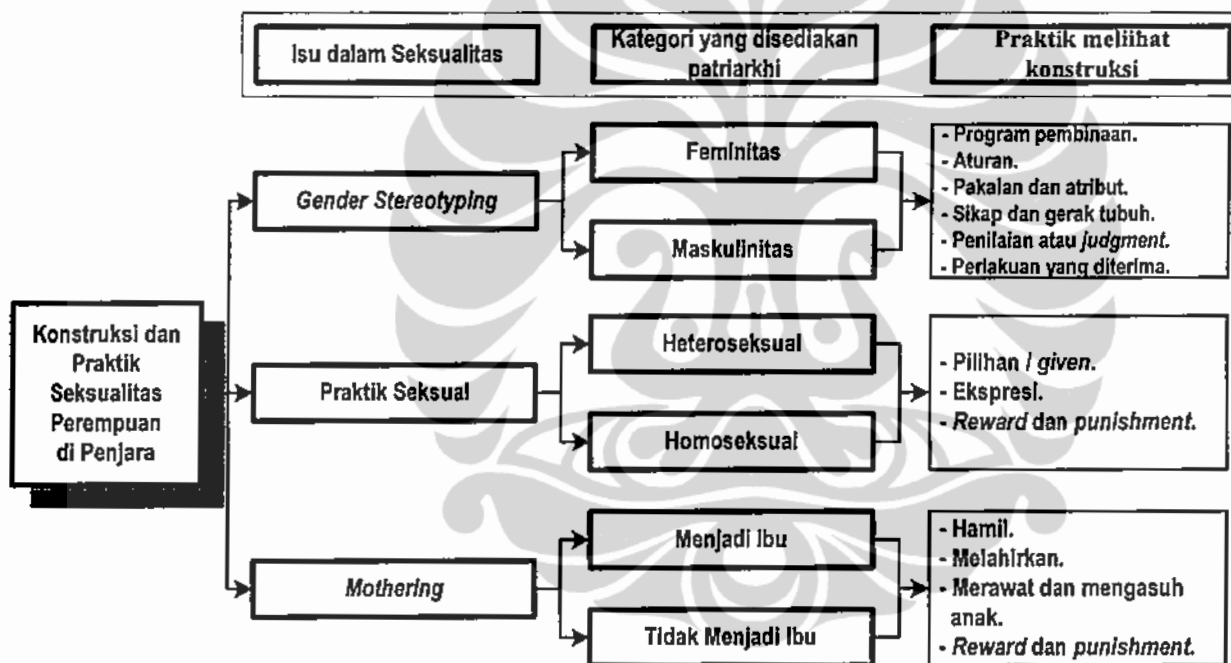 Isu dalam Seksualitas
Kategori yang disediakan
patriarkhi
Praktik meliihat
konstruksi
Konstruksi dan
Praktik
Seksualitas
Perempuan
di Penjara
Gender Stereotyping
Feminitas
Maskulinitas
- Program pembinaan.
- Aturan.
- Pakaian dan atribut.
- Sikap dan gerak tubuh.
- Penilaian atau judgment.
- Perlakuan yang diterima.
Praktik Seksual
Heteroseksual
Homoseksual
- Pilihan / given.
- Ekspresi.
- Reward dan punishment.
Mothering
Menjadi Ibu
Tidak Menjadi Ibu
- Hamil.
- Melahirkan.
- Merawat dan mengasuh
anak.
- Reward dan punishment.